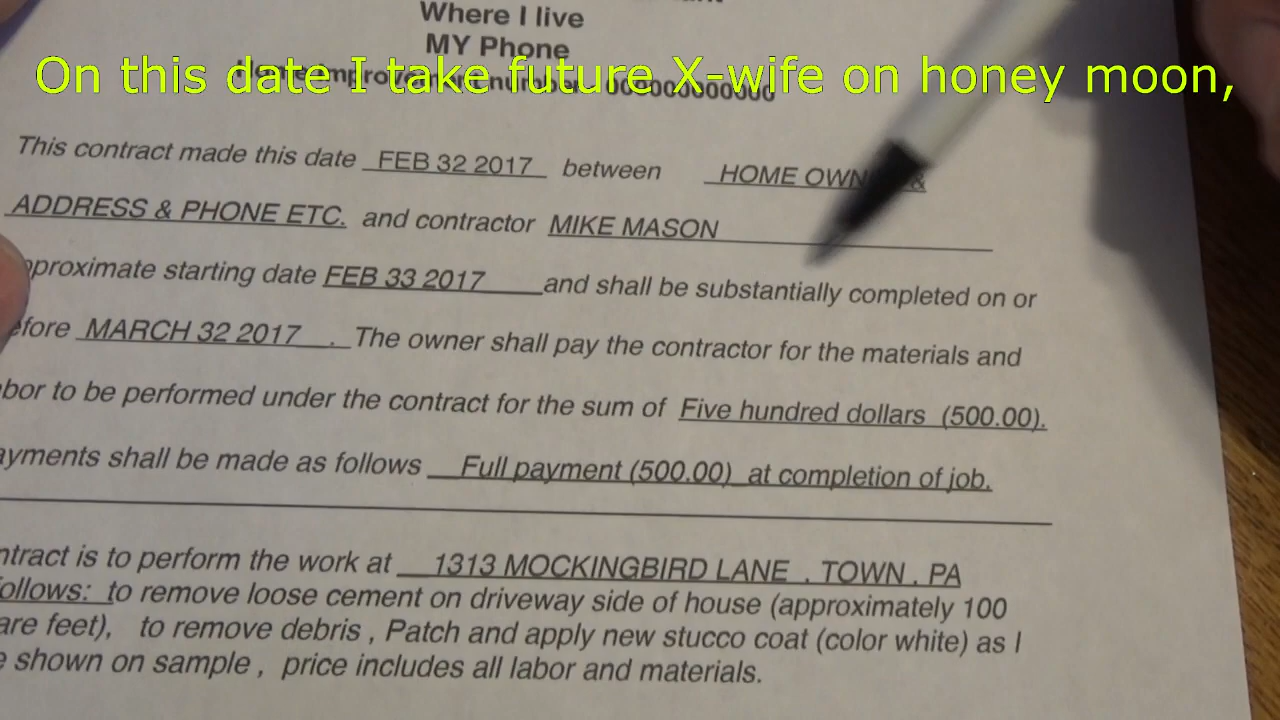 Where I live
MY Phone
On this date I take future X-wife on honey moon,
This contract made this date FEB 32 2017 between HOME OWN &
ADDRESS & PHONE ETC. and contractor MIKE MASON
pproximate starting date FEB 33 2017 and shall be substantially completed on or
efore MARCH 32 2017 . The owner shall pay the contractor for the materials and
bor to be performed under the contract for the sum of Five hundred dollars (500.00).
ayments shall be made as follows Full payment (500.00) at completion of job.
ntract is to perform the work at 1313 MOCKINGBIRD LANE , TOWN , PA
ollows: to remove loose cement on driveway side of house (approximately 100
are feet), to remove debris , Patch and apply new stucco coat (color white) as I
e shown on sample , price includes all labor and materials.